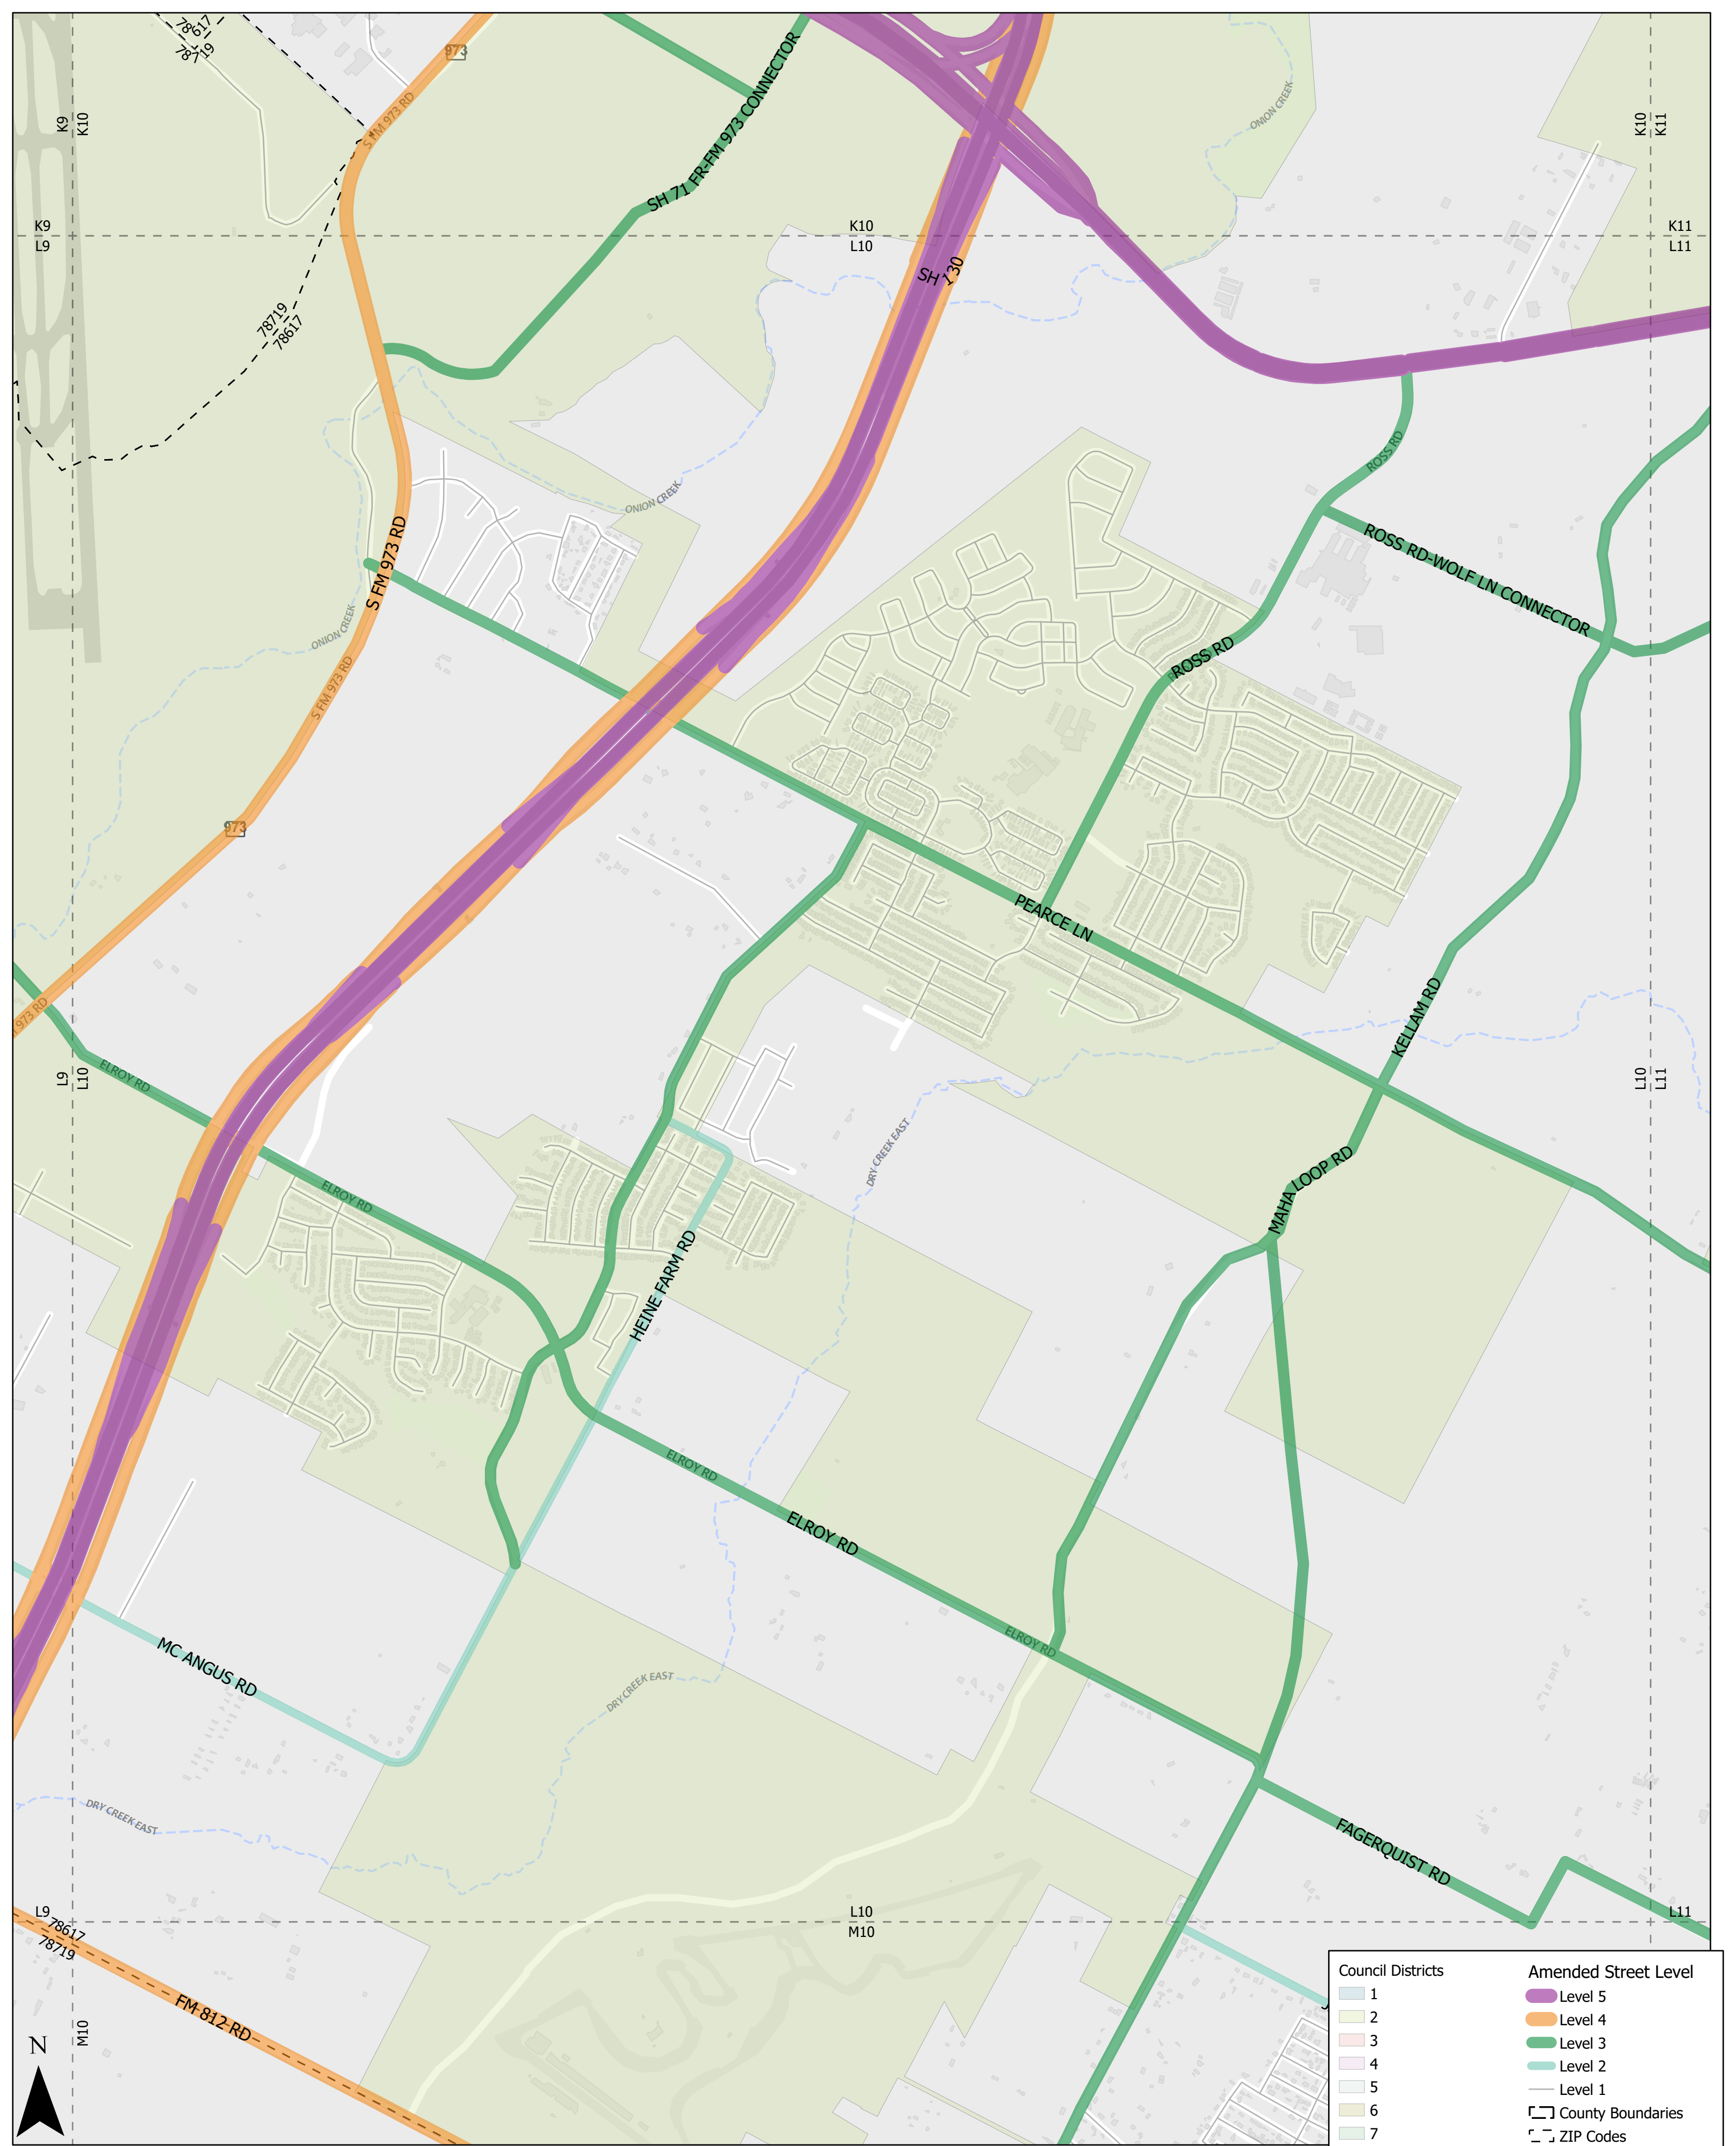 78617
78719
973
K9
K10
S FM 973 RD
SH 71 FR-FM 973 CONNECTOR
ONION CREEK
K10
K11
K9
L9
K10
L10
K11
L11
SH 130
78719
78617
ROSS RD
ONION CREEK
S FM 973 RD
ROSS RD-WOLF LN CONNECTOR
ONION CREEK
ROSS RD
S FM 973 RD
973
PEARCE LN
973 RD
KELLAM RD
L9
L10
ELROY RD
L10
L11
DRY CREEK EAST
ELROY RD
MAHA LOOP RD
HEINE FARM RD
ELROY RD
ELROY RD
ELROY RD
MC ANGUS RD
DRY CREEK EAST
DRY CREEK EAST
FAGERQUIST RD
L9
78617
78719
L10
M10
L11
FM 812 RD
M10
N
Council Districts
1
2
3
4
5
6
7
Amended Street Level
Level 5
Level 4
Level 3
Level 2
Level 1
County Boundaries
ZIP Codes